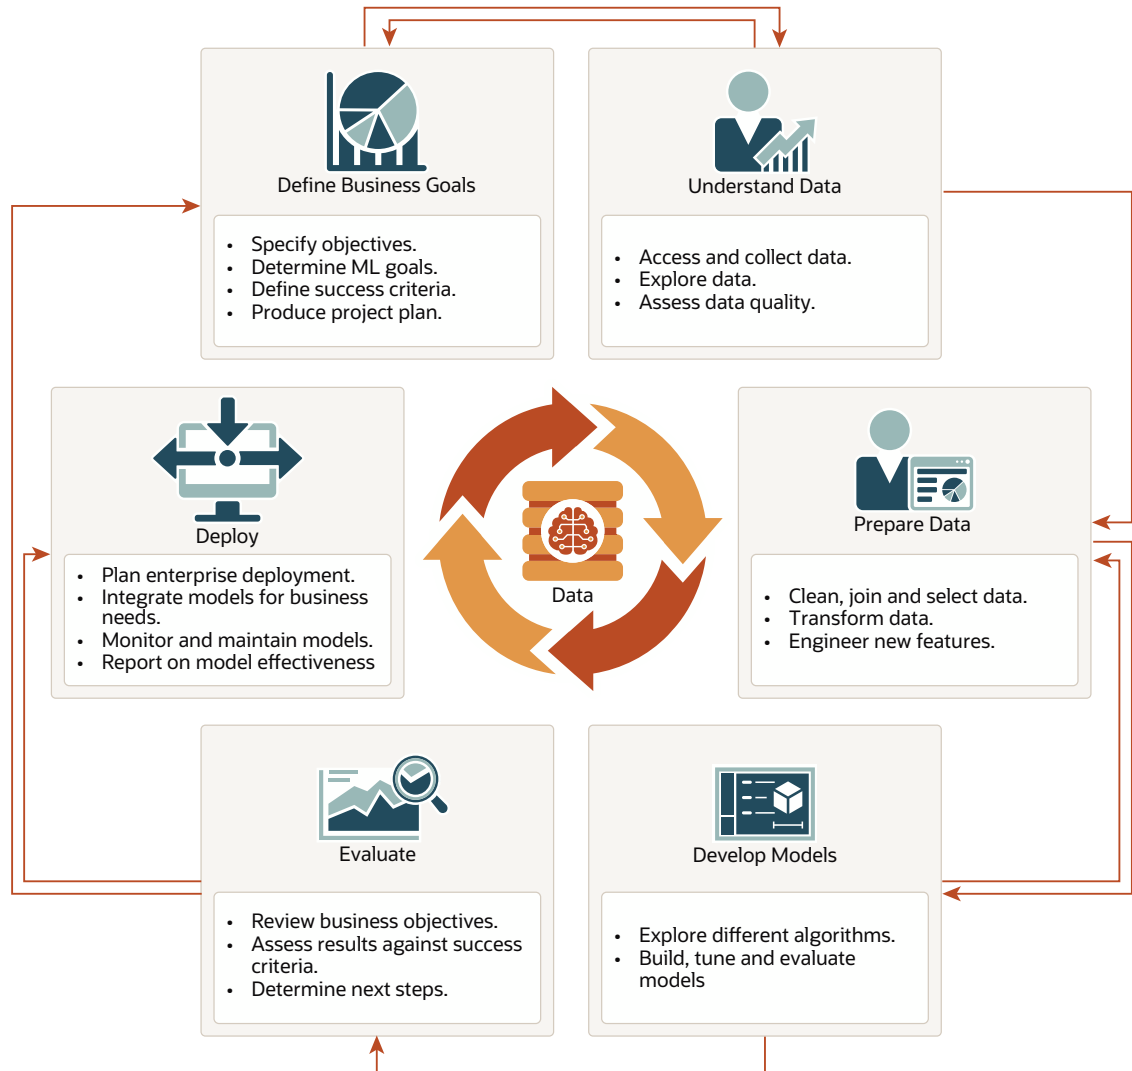 Define Business Goals
• Specify objectives.
• Determine ML goals.
• Define success criteria.
• Produce project plan.
Understand Data
• Access and collect data.
• Explore data.
• Assess data quality.
Deploy
• Plan enterprise deployment.
• Integrate models for business
needs.
• Monitor and maintain models.
• Report on model effectiveness
Data
Prepare Data
• Clean, join and select data.
• Transform data.
• Engineer new features.
Evaluate
• Review business objectives.
• Assess results against success
criteria.
• Determine next steps.
Develop Models
• Explore different algorithms.
• Build, tune and evaluate
models